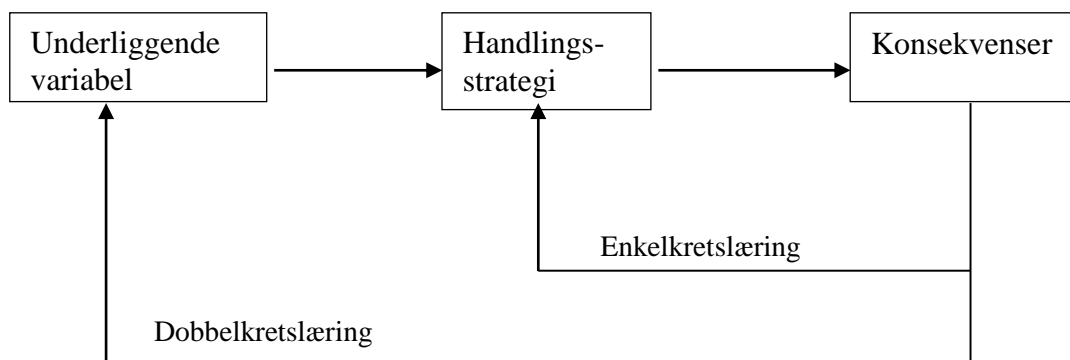 Underliggende
variabel
Handlings-
strategi
Konsekvenser
Enkelkretslæring
Dobbelkretslæring